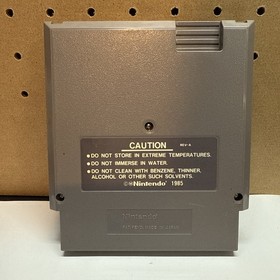 CAUTION
• DO NOT STORE IN EXTREME TEMPERATURES.
• DO NOT IMMERSE IN WATER.
• DO NOT CLEAN WITH BENZENE, THINNER,
ALCOHOL OR OTHER SUCH SOLVENTS.
©Nintendo 1985
Nintendo